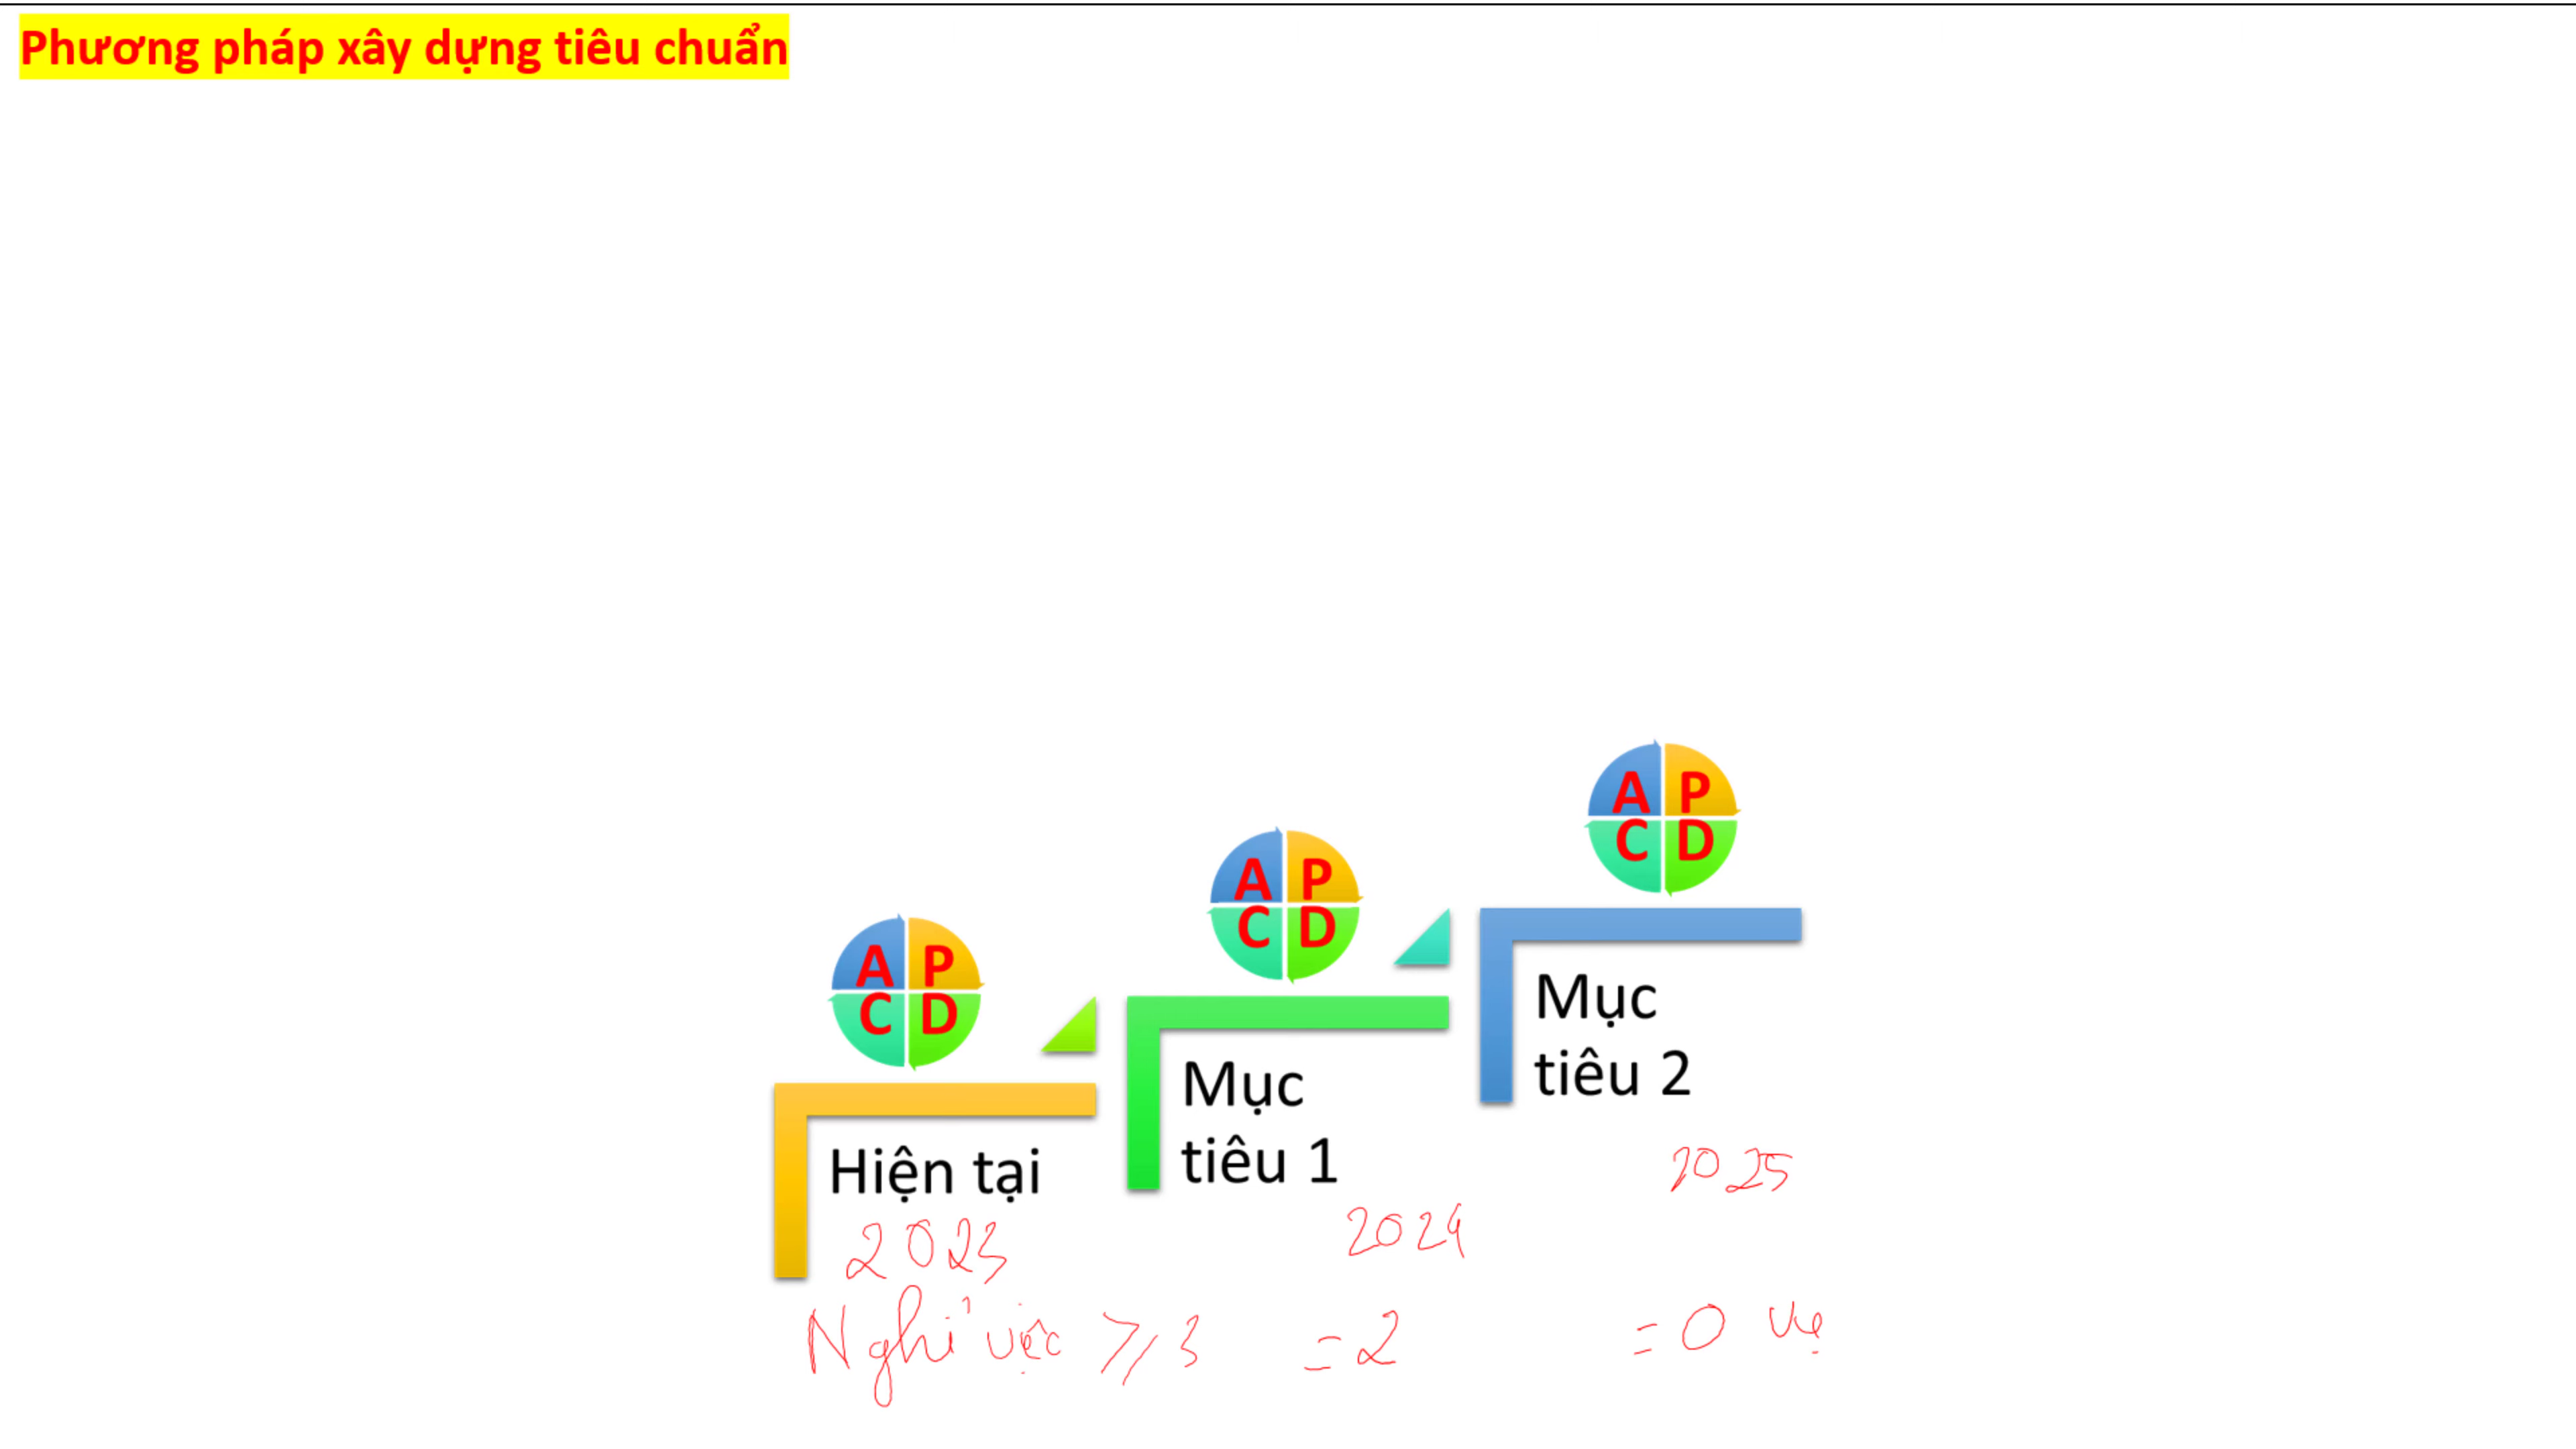 Phương pháp xây dựng tiêu chuẩn
A P
C D
Mục
tiêu 2
2025
A P
C D
Mục
tiêu 1
2024
A P
C D
Hiện tại
2023
Nghỉ việc ≥ 3 = 2 = 0 vụ